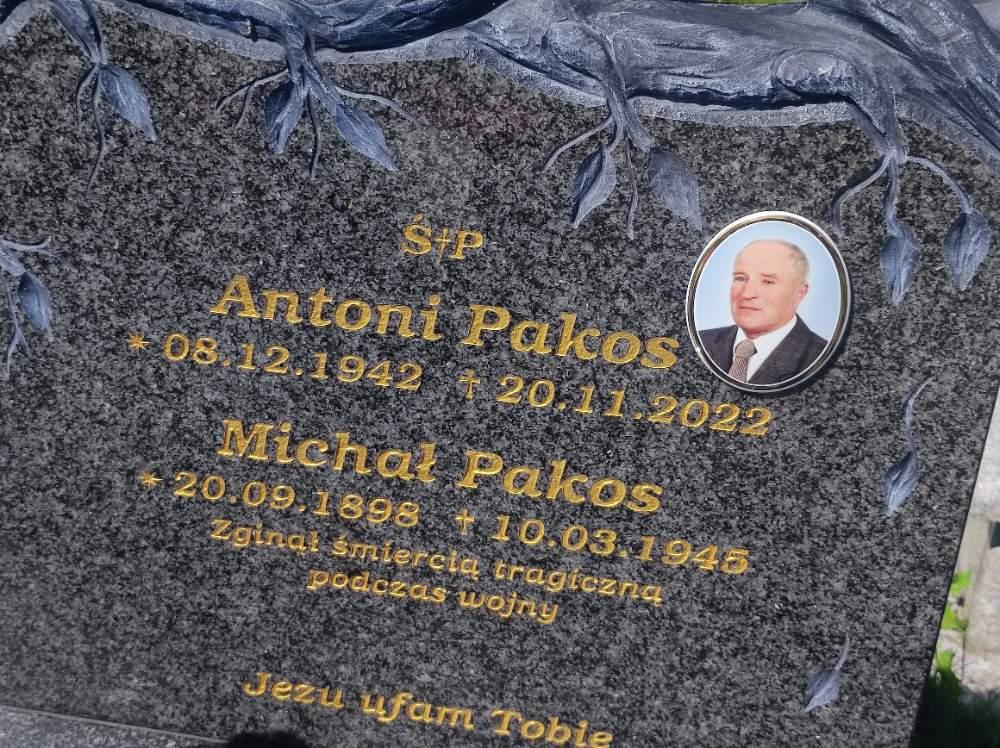 Ś†P
Antoni Pakos
* 08.12.1942 † 20.11.2022
Michał Pakos
* 20.09.1898 † 10.03.1945
Zginął śmiercią tragiczną
podczas wojny
Jezu ufam Tobie